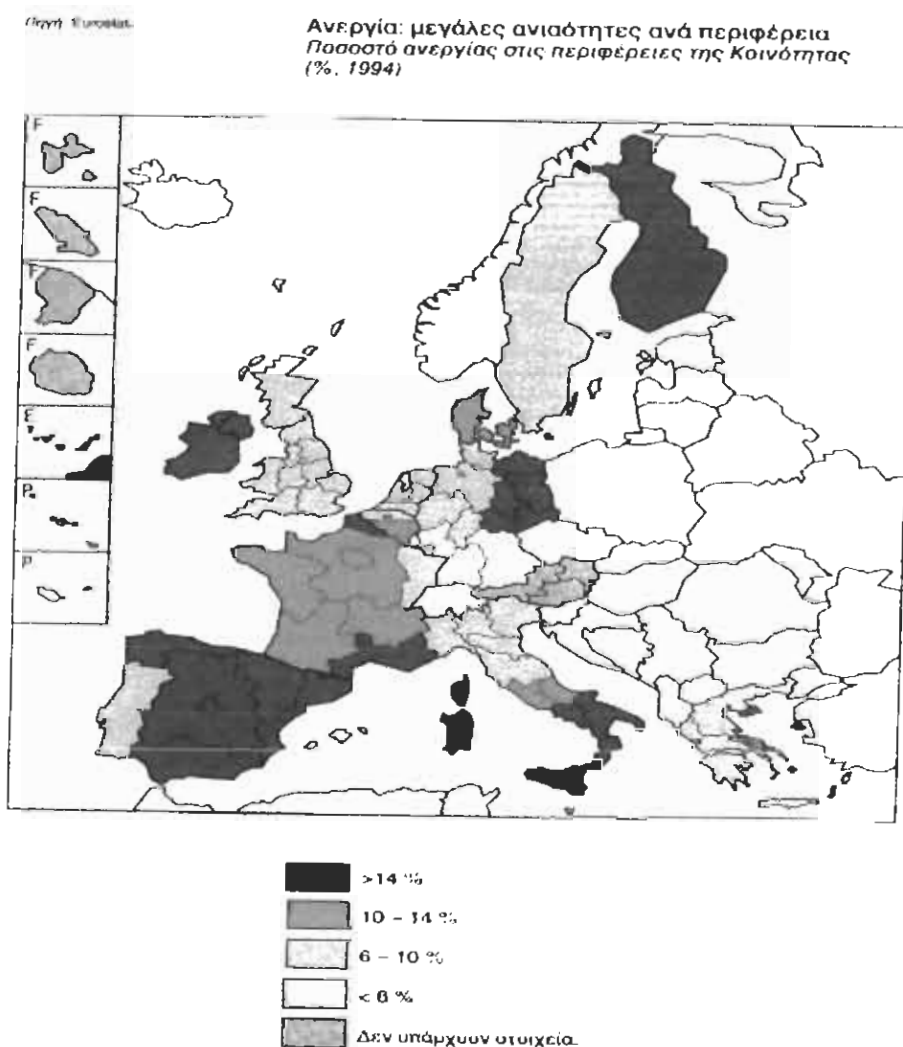 Πηγή: Eurostat.
Ανεργία: μεγάλες ανισότητες ανά περιφέρεια
Ποσοστό ανεργίας στις περιφέρειες της Κοινότητας
(%, 1994)
F
F
F
F
E
P
P
>14 %
10 – 14 %
6 – 10 %
< 6 %
Δεν υπάρχουν στοιχεία.